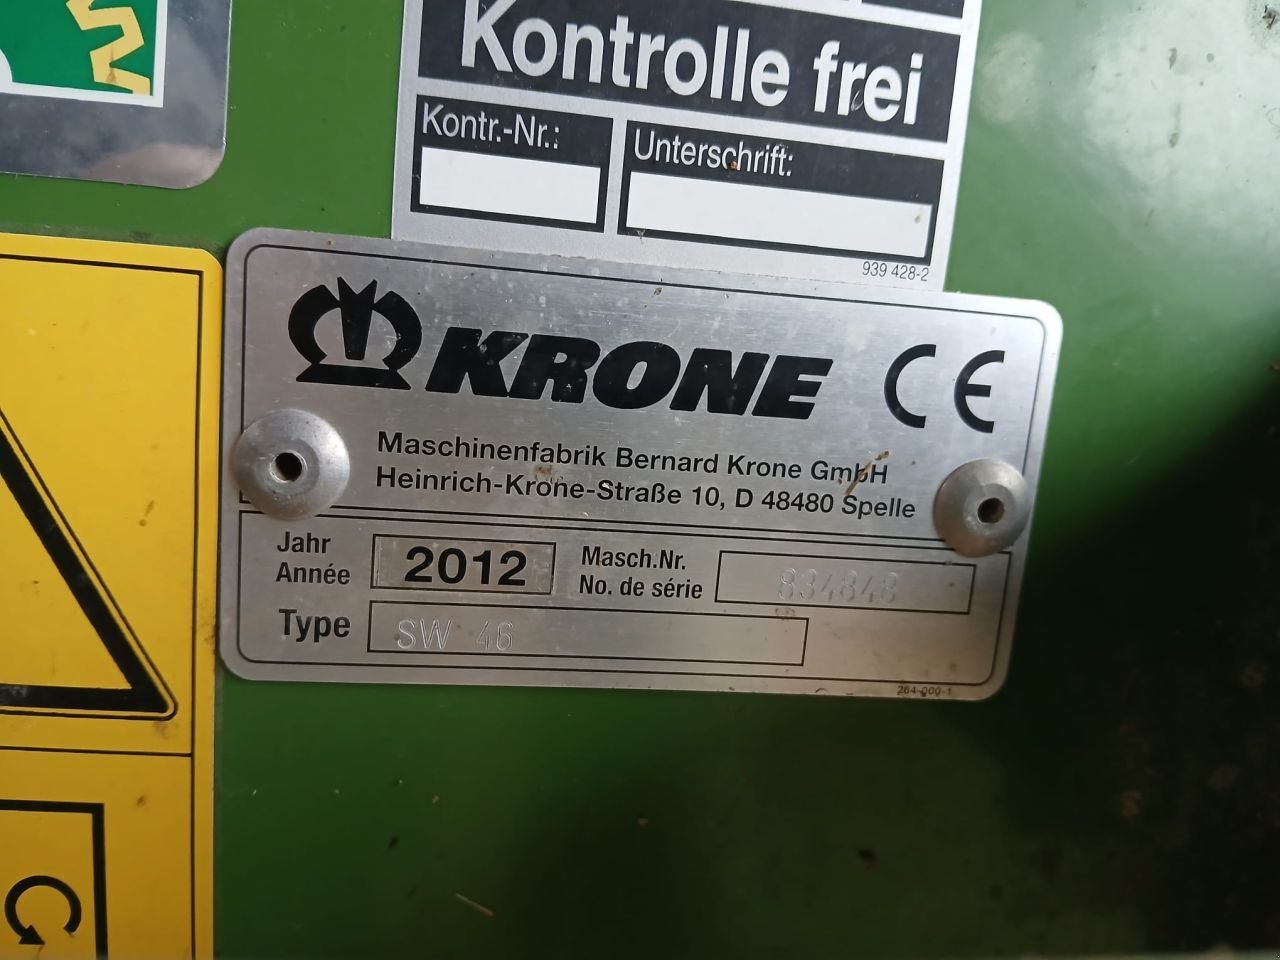 Kontrolle frei
Kontr.-Nr.:
Unterschrift:
939 428-2
KRONE CE
Maschinenfabrik Bernard Krone GmbH
Heinrich-Krone-Straße 10, D 48480 Spelle
Jahr
Année
2012
Masch.Nr.
No. de série
834848
Type
SW 46
264-000-1